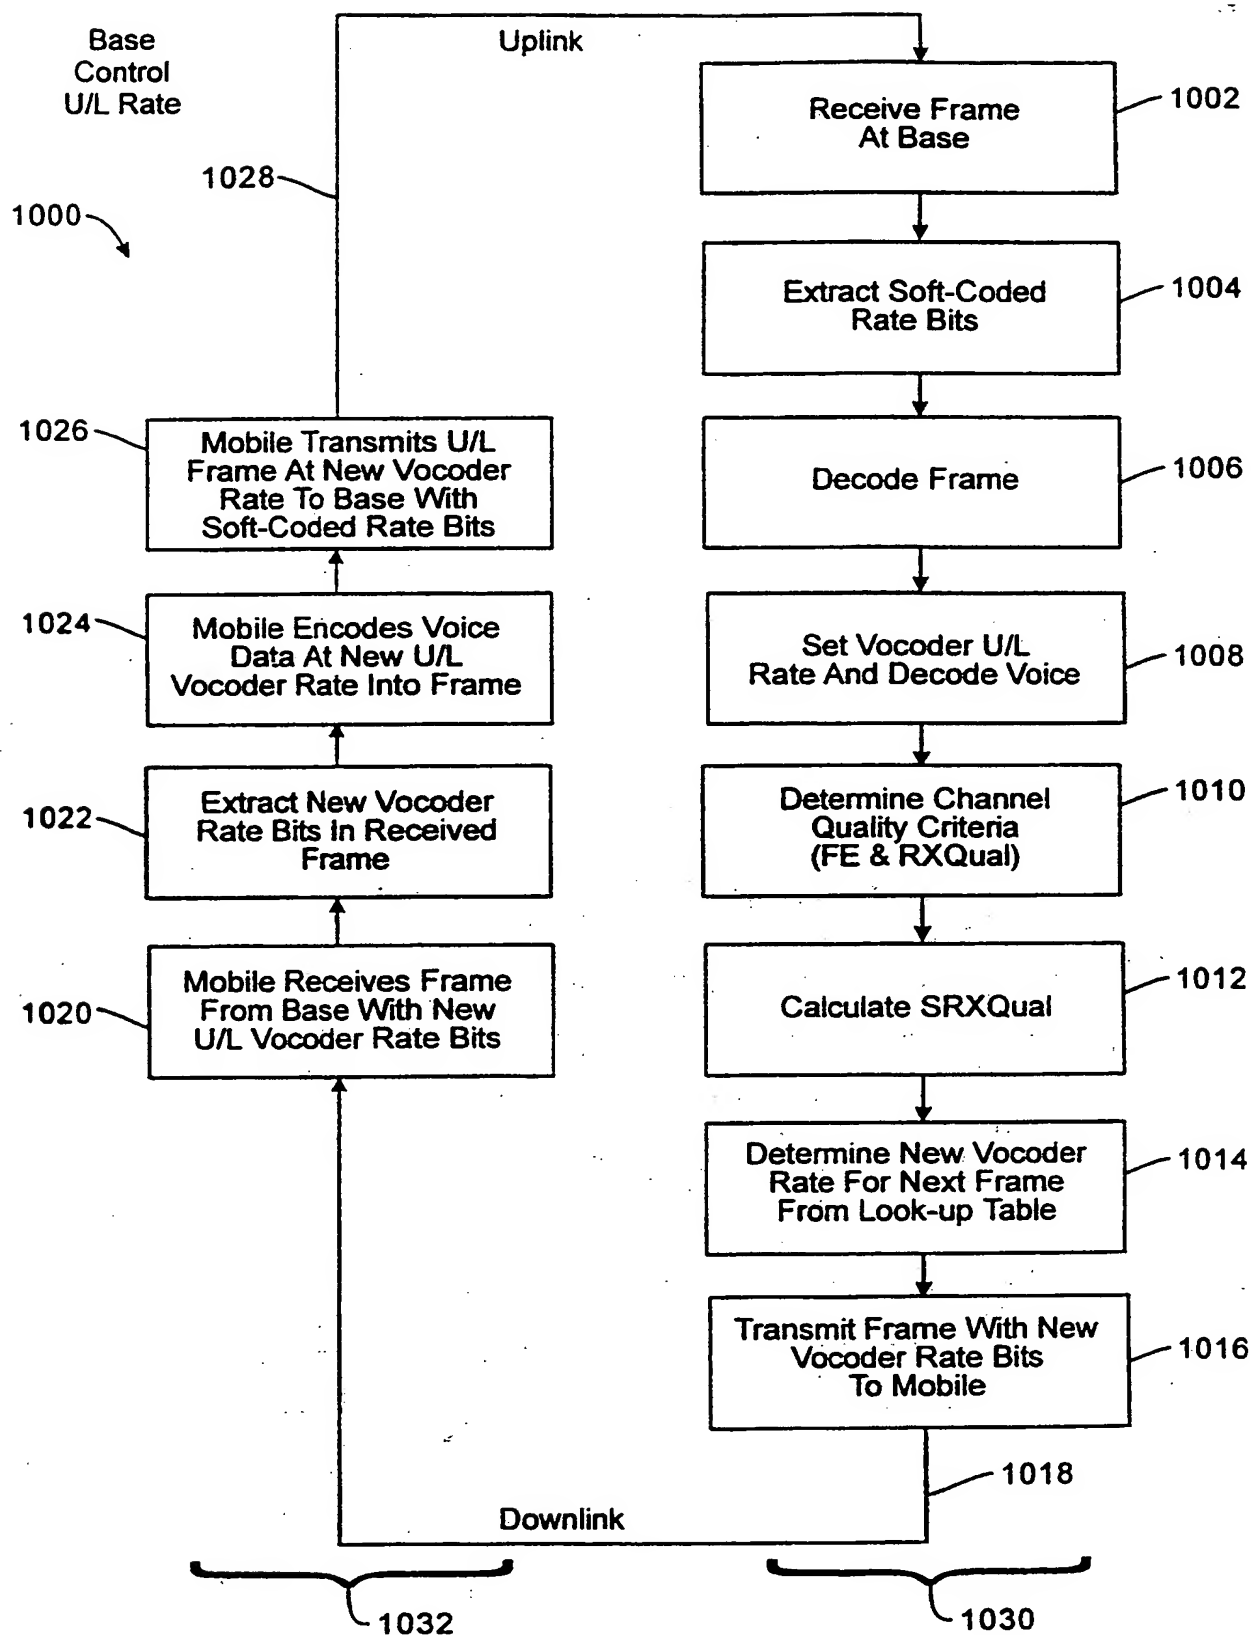 Base
Control
U/L Rate
Uplink
1000
1028
Receive Frame
At Base
1002
Extract Soft-Coded
Rate Bits
1004
Decode Frame
1006
Set Vocoder U/L
Rate And Decode Voice
1008
Determine Channel
Quality Criteria
(FE & RXQual)
1010
Calculate SRXQual
1012
Determine New Vocoder
Rate For Next Frame
From Look-up Table
1014
Transmit Frame With New
Vocoder Rate Bits
To Mobile
1016
1018
Downlink
1026
Mobile Transmits U/L
Frame At New Vocoder
Rate To Base With
Soft-Coded Rate Bits
1024
Mobile Encodes Voice
Data At New U/L
Vocoder Rate Into Frame
1022
Extract New Vocoder
Rate Bits In Received
Frame
1020
Mobile Receives Frame
From Base With New
U/L Vocoder Rate Bits
1032
1030